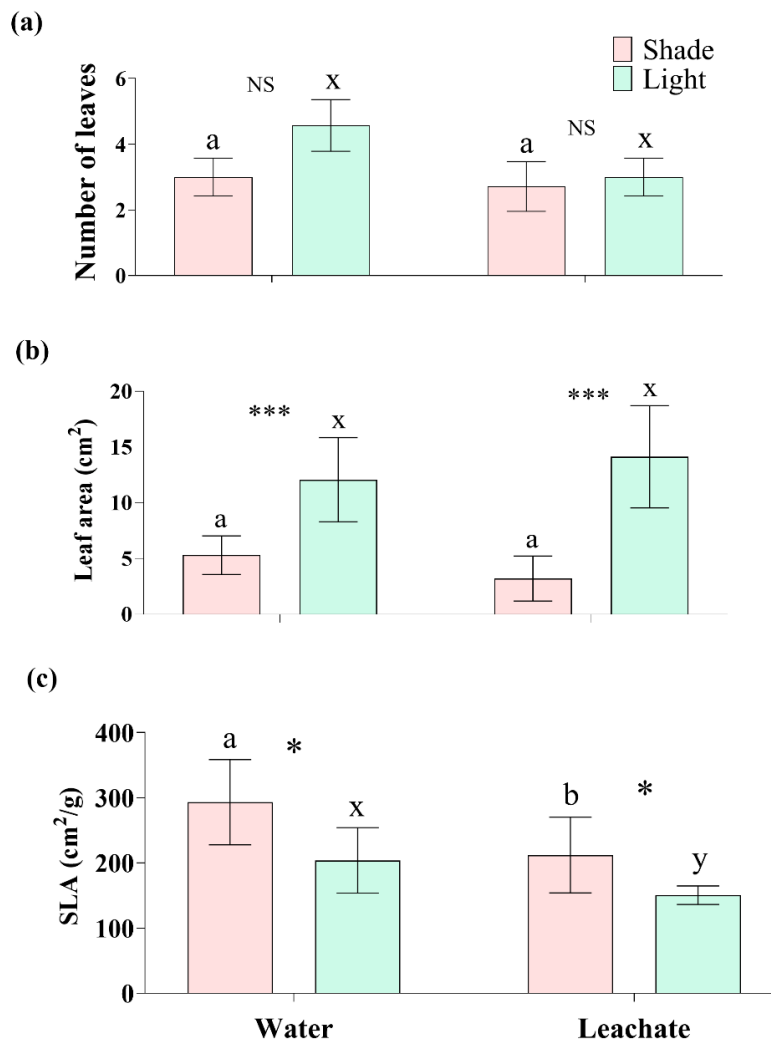 (a)
Shade
Light
Number of leaves
6
4
2
0
a
NS
x
a
NS
x
(b)
Leaf area (cm²)
20
15
10
5
0
a
***
x
a
***
x
(c)
SLA (cm²/g)
400
300
200
100
0
a
*
x
b
*
y
Water
Leachate